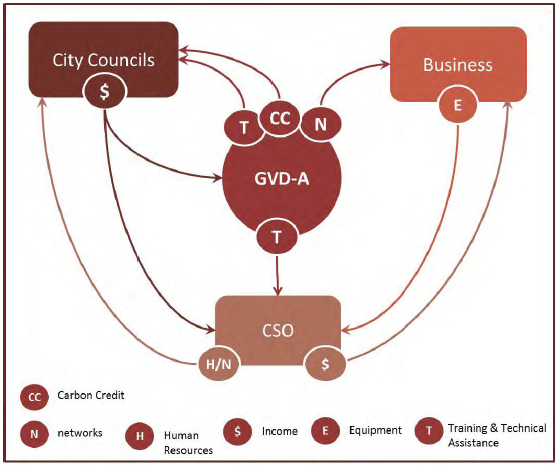 City Councils
$
Business
E
T
CC
N
GVD-A
T
CSO
H/N
$
CC Carbon Credit
N networks
H Human
Resources
$ Income
E Equipment
T Training & Technical
Assistance